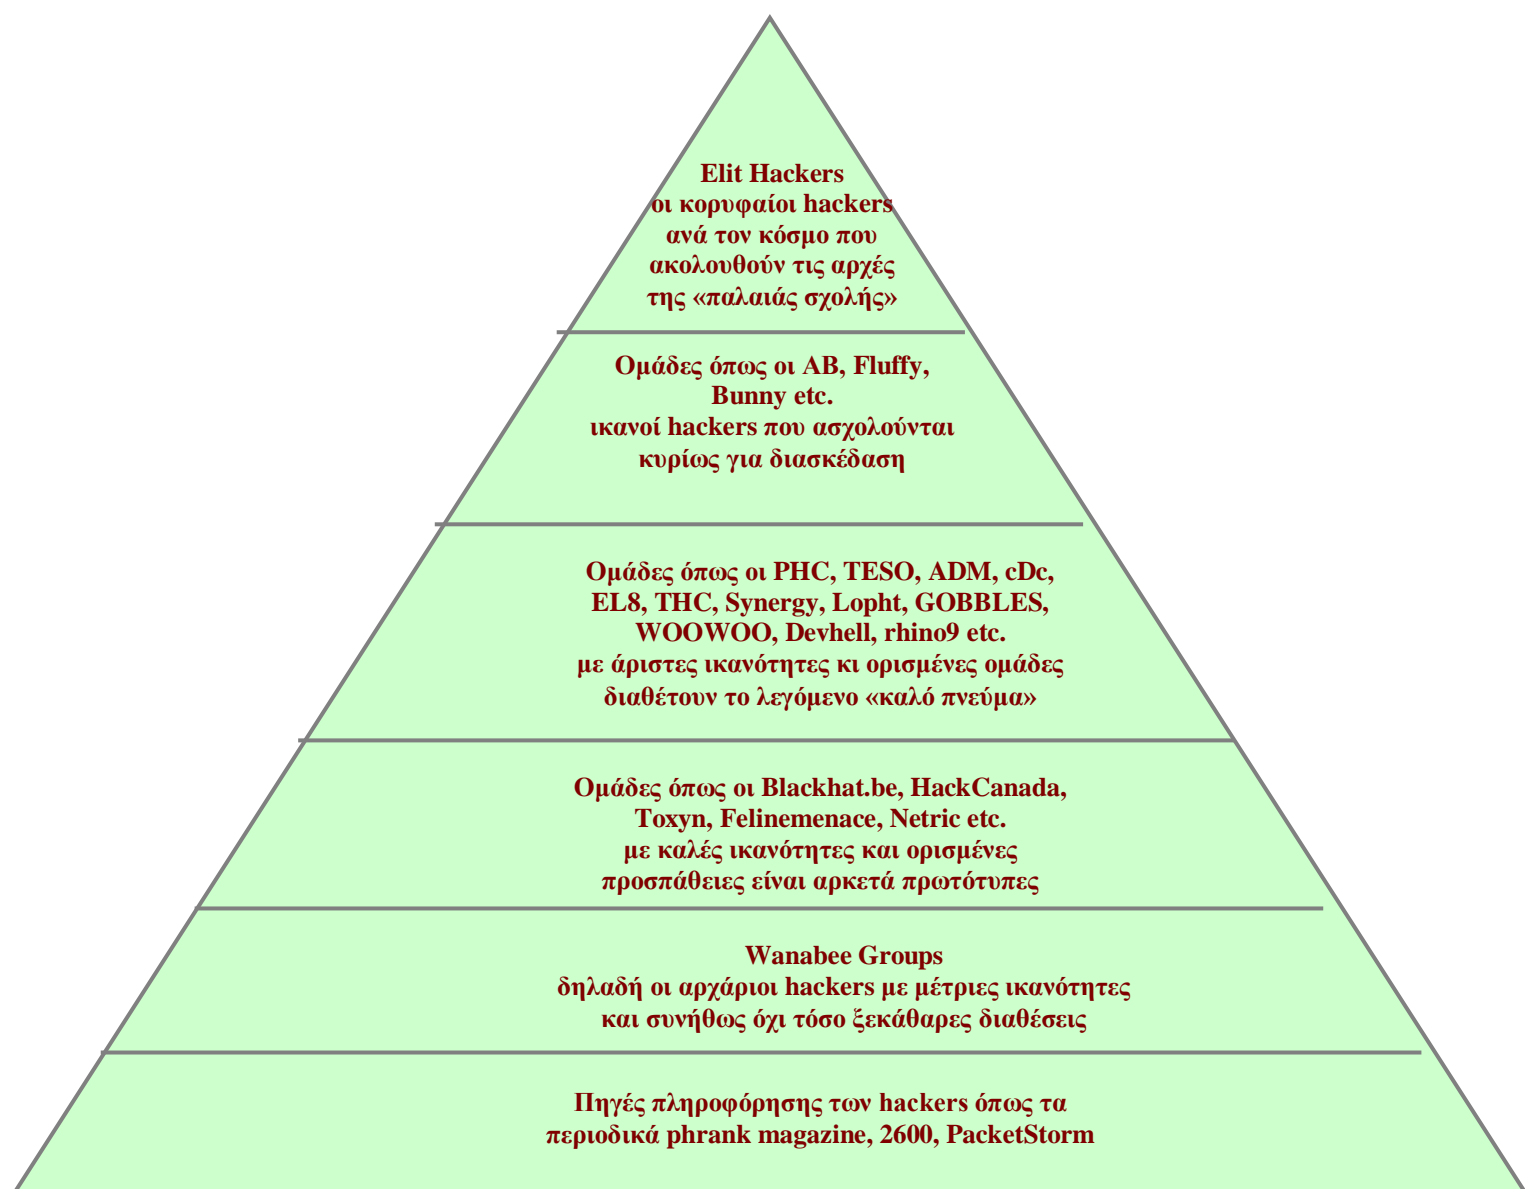 Elit Hackers
οι κορυφαίοι hackers
ανά τον κόσμο που
ακολουθούν τις αρχές
της «παλαιάς σχολής»
Ομάδες όπως οι AB, Fluffy,
Bunny etc.
ικανοί hackers που ασχολούνται
κυρίως για διασκέδαση
Ομάδες όπως οι PHC, TESO, ADM, cDc,
EL8, THC, Synergy, Lopht, GOBBLES,
WOOWOO, Devhell, rhino9 etc.
με άριστες ικανότητες κι ορισμένες ομάδες
διαθέτουν το λεγόμενο «καλό πνεύμα»
Ομάδες όπως οι Blackhat.be, HackCanada,
Toxyn, Felinemenace, Netric etc.
με καλές ικανότητες και ορισμένες
προσπάθειες είναι αρκετά πρωτότυπες
Wanabee Groups
δηλαδή οι αρχάριοι hackers με μέτριες ικανότητες
και συνήθως όχι τόσο ξεκάθαρες διαθέσεις
Πηγές πληροφόρησης των hackers όπως τα
περιοδικά phrank magazine, 2600, PacketStorm